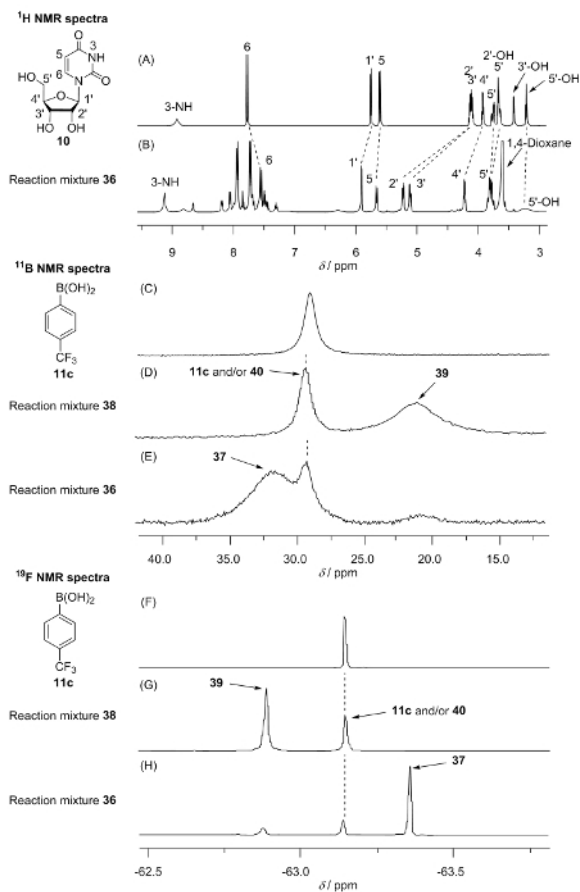 ¹H NMR spectra
(A)
5
3
O
NH
6
N
O
HO
5'
O
4'
1'
3'
2'
HO
OH
10
3-NH
6
1'
5
2'
3'
4'
5'
2'-OH
5'
3'-OH
5'-OH
(B)
Reaction mixture 36
3-NH
6
1'
5
2'
3'
4'
5'
1,4-Dioxane
5'-OH
9 8 7 6 5 4 3
δ / ppm
¹¹B NMR spectra
B(OH)₂
CF₃
11c
(C)
(D)
Reaction mixture 38
11c and/or 40
39
(E)
Reaction mixture 36
37
40.0 35.0 30.0 25.0 20.0 15.0
δ / ppm
¹⁹F NMR spectra
B(OH)₂
CF₃
11c
(F)
(G)
Reaction mixture 38
39
11c and/or 40
(H)
Reaction mixture 36
37
-62.5 -63.0 -63.5
δ / ppm